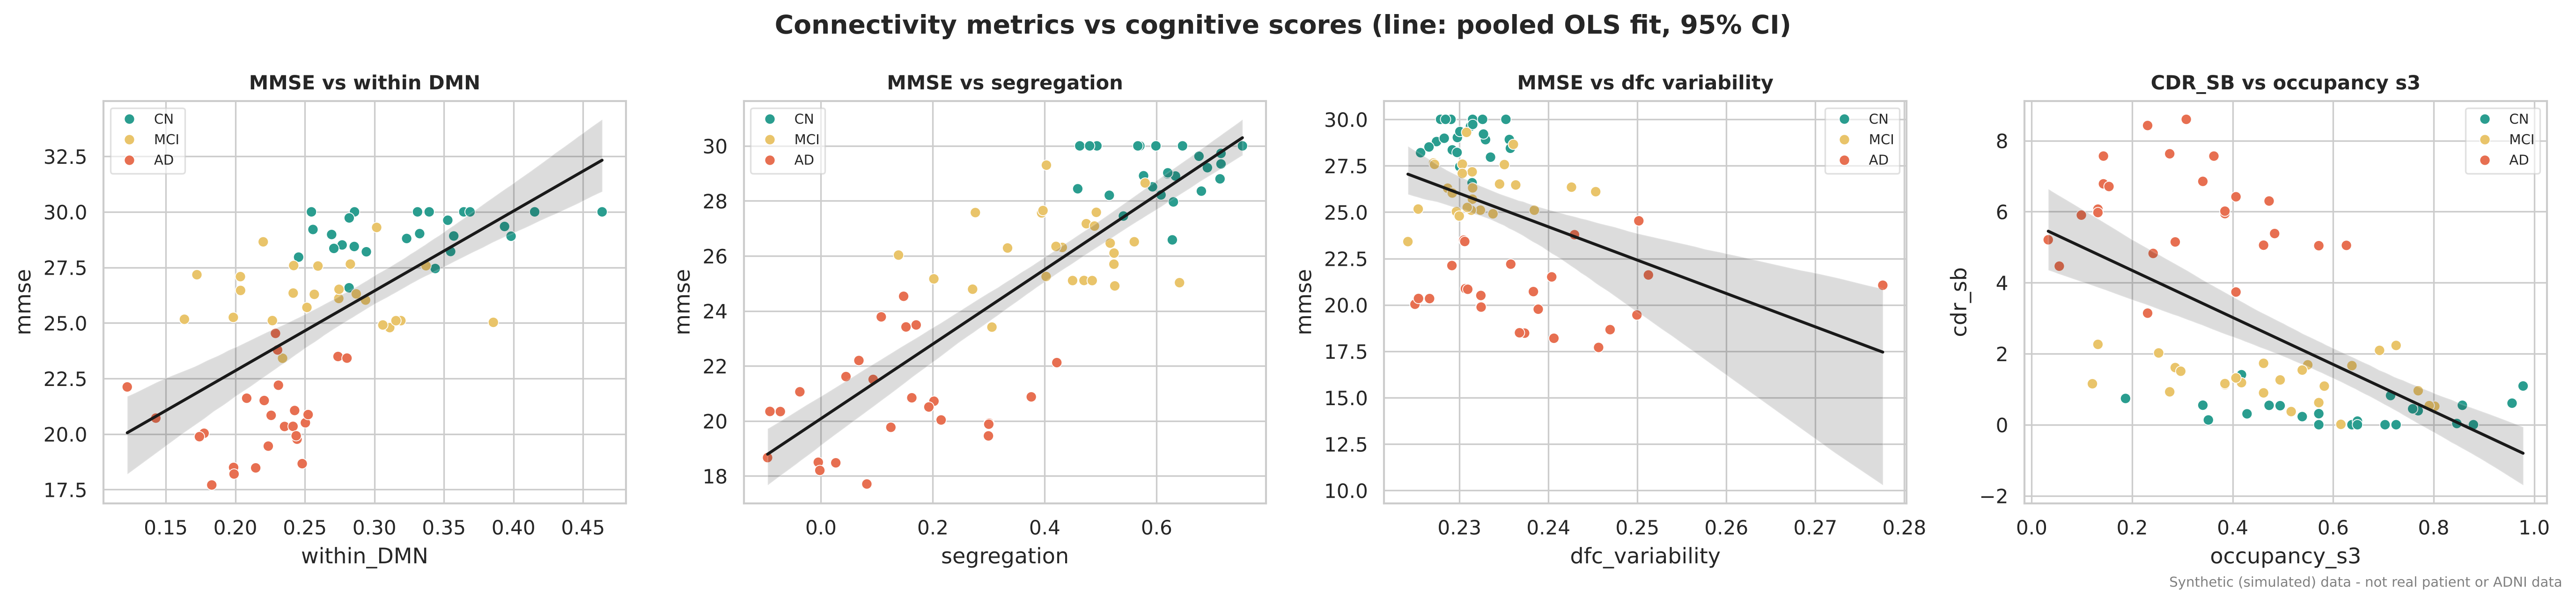 Connectivity metrics vs cognitive scores (line: pooled OLS fit, 95% CI)
MMSE vs within DMN
CN
MCI
AD
32.5
30.0
27.5
25.0
22.5
20.0
17.5
mmse
0.15 0.20 0.25 0.30 0.35 0.40 0.45
within_DMN
MMSE vs segregation
CN
MCI
AD
30
28
26
24
22
20
18
mmse
0.0 0.2 0.4 0.6
segregation
MMSE vs dfc variability
CN
MCI
AD
30.0
27.5
25.0
22.5
20.0
17.5
15.0
12.5
10.0
mmse
0.23 0.24 0.25 0.26 0.27 0.28
dfc_variability
CDR_SB vs occupancy s3
CN
MCI
AD
8
6
4
2
0
−2
cdr_sb
0.0 0.2 0.4 0.6 0.8 1.0
occupancy_s3
Synthetic (simulated) data - not real patient or ADNI data